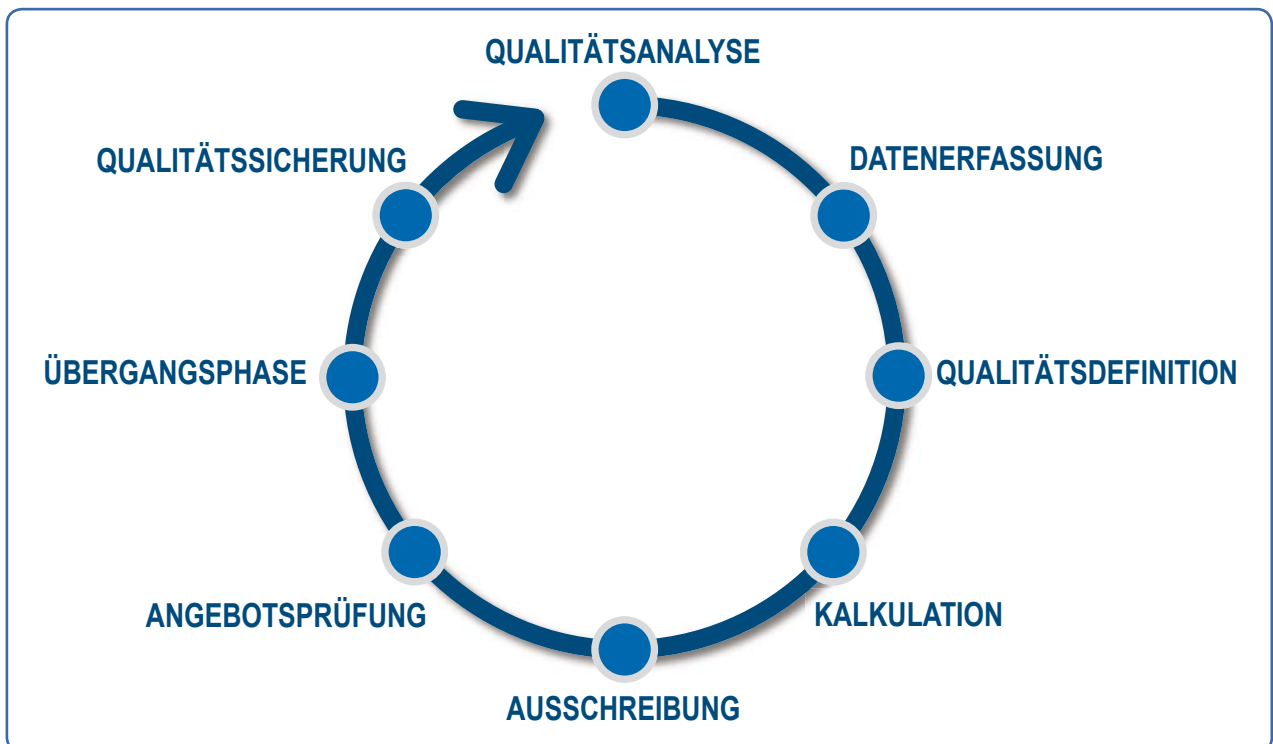 QUALITÄTSANALYSE
DATENERFASSUNG
QUALITÄTSDEFINITION
KALKULATION
AUSSCHREIBUNG
ANGEBOTSPRÜFUNG
ÜBERGANGSPHASE
QUALITÄTSSICHERUNG